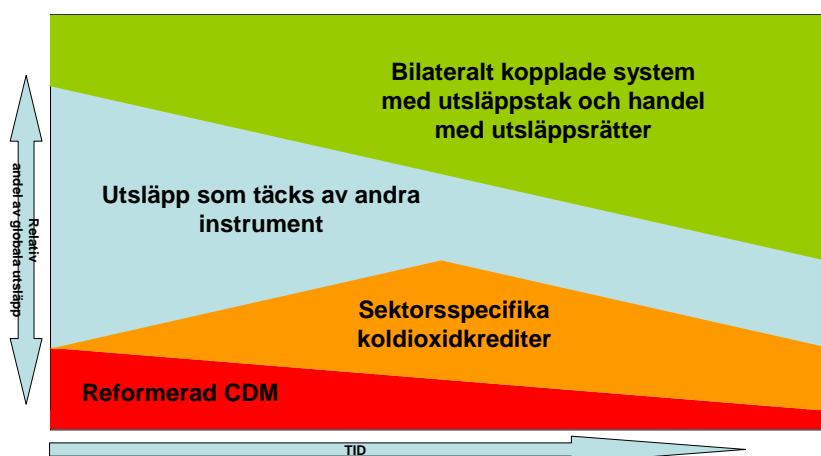 Bilateralt kopplade system
med utsläppstak och handel
med utsläppsrätter
Utsläpp som täcks av andra
instrument
Relativ
andel av globala utsläpp
Sektorsspecifika
koldioxidkrediter
Reformerad CDM
TID